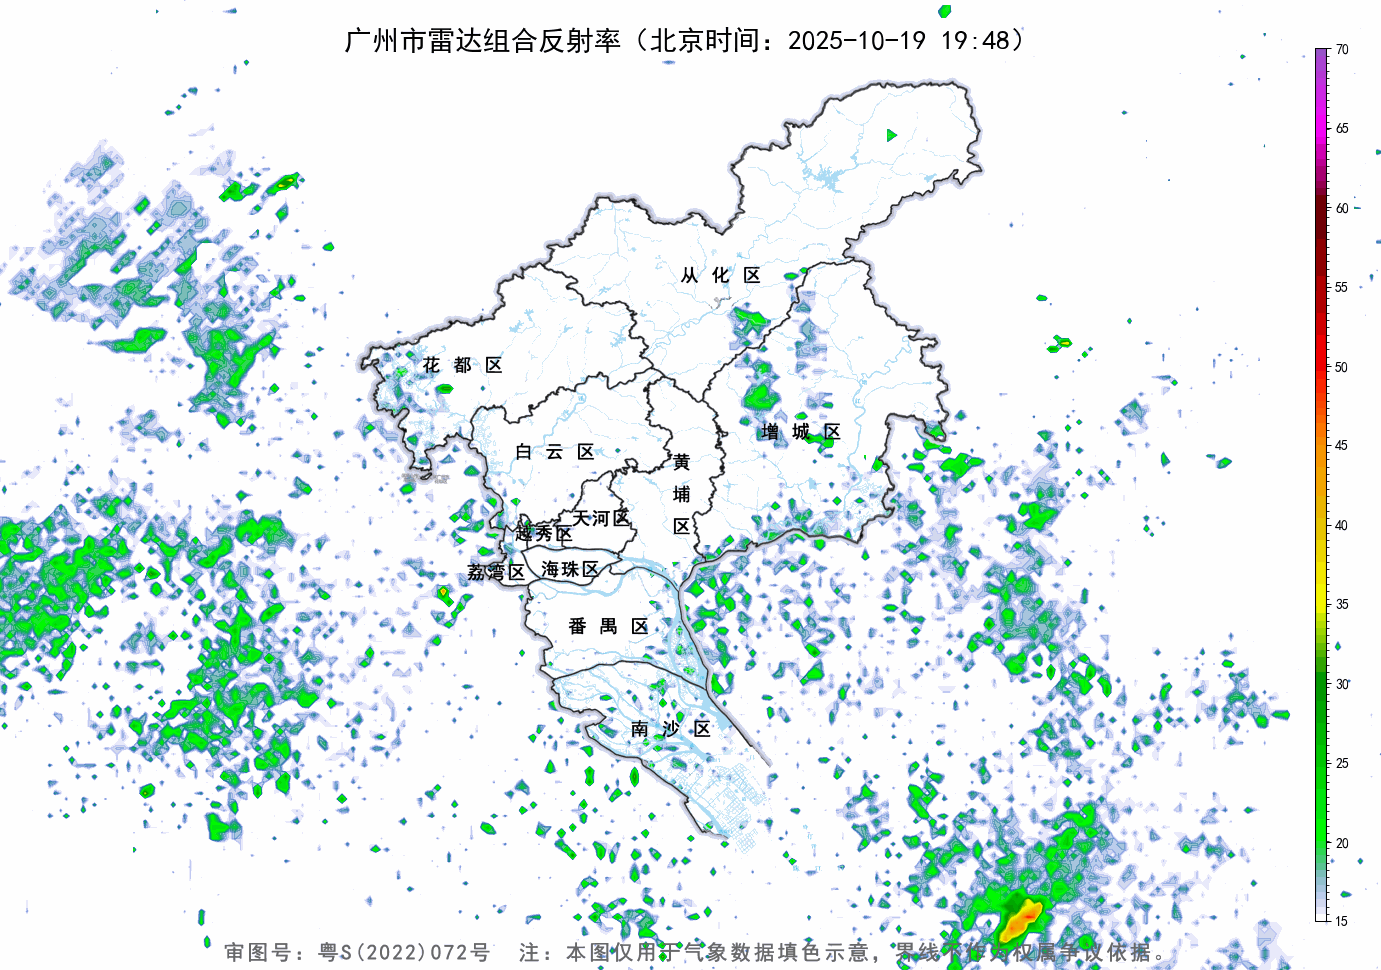 广州市雷达组合反射率（北京时间：2025-10-19 19:48）
70
65
60
55
50
45
40
35
30
25
20
15
从化区
花都区
增城区
白云区
黄埔区
天河区
越秀区
海珠区
荔湾区
番禺区
南沙区
审图号：粤S(2022)072号 注：本图仅用于气象数据填色示意，界线不作为权属争议依据。